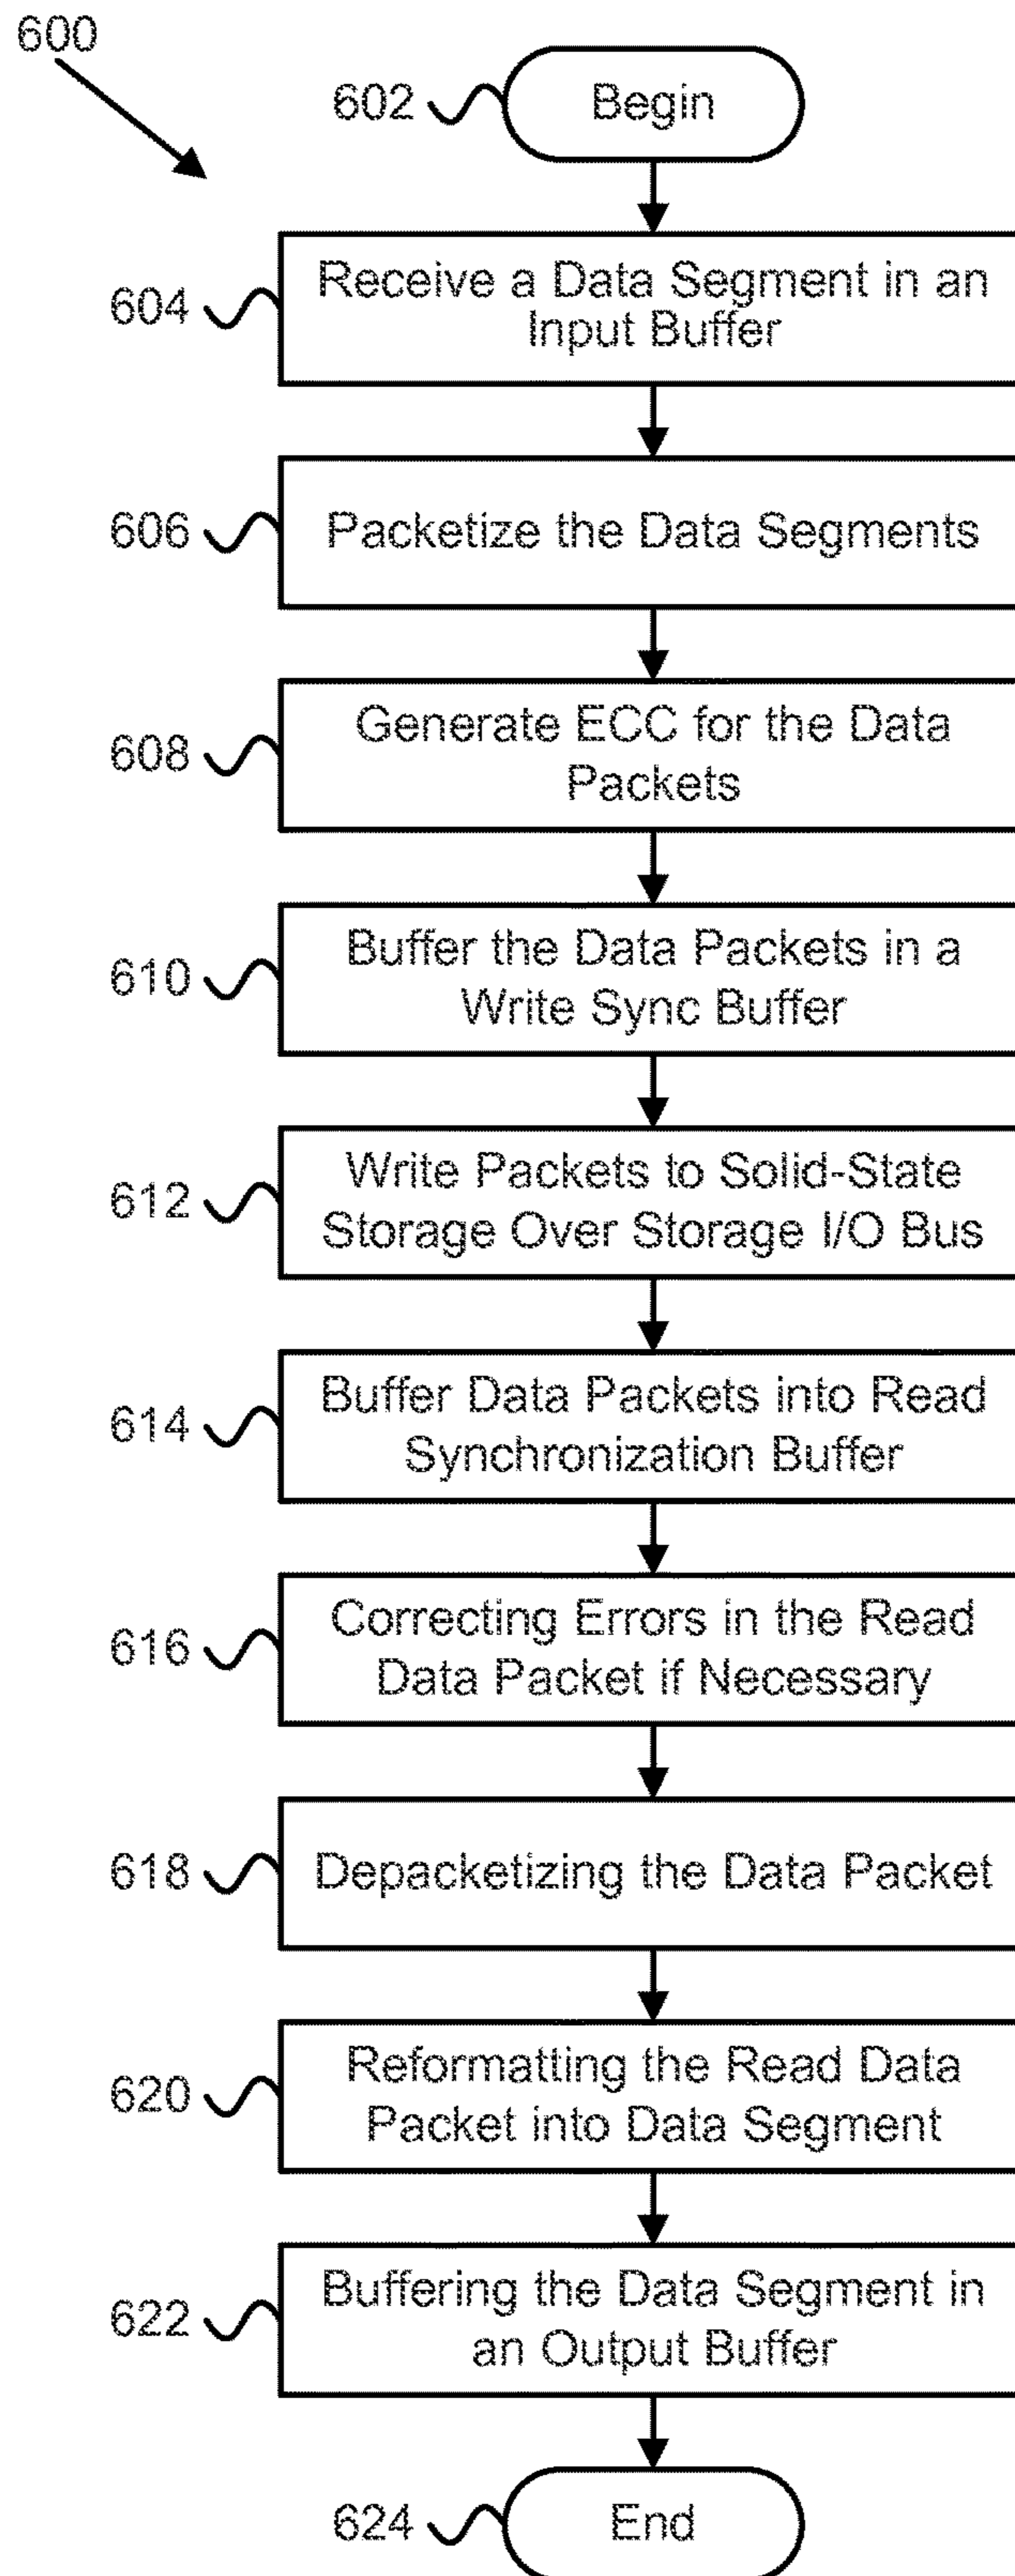 600
602
Begin
604
Receive a Data Segment in an
Input Buffer
606
Packetize the Data Segments
608
Generate ECC for the Data
Packets
610
Buffer the Data Packets in a
Write Sync Buffer
612
Write Packets to Solid-State
Storage Over Storage I/O Bus
614
Buffer Data Packets into Read
Synchronization Buffer
616
Correcting Errors in the Read
Data Packet if Necessary
618
Depacketizing the Data Packet
620
Reformatting the Read Data
Packet into Data Segment
622
Buffering the Data Segment in
an Output Buffer
624
End